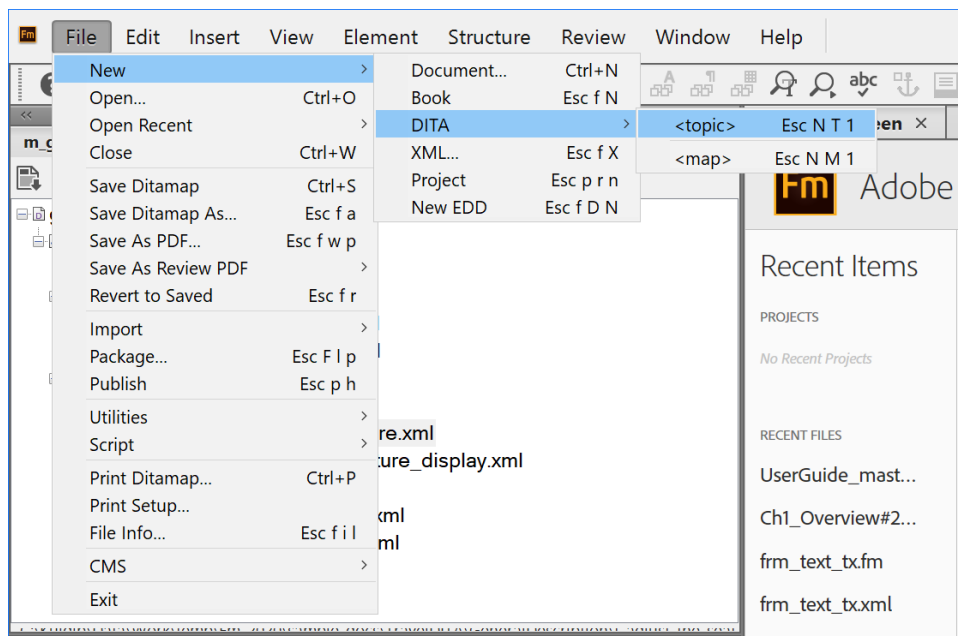 Fm File Edit Insert View Element Structure Review Window Help
New >
Open... Ctrl+O
Open Recent >
Close Ctrl+W
Save Ditamap Ctrl+S
Save Ditamap As... Esc f a
Save As PDF... Esc f w p
Save As Review PDF >
Revert to Saved Esc f r
Import >
Package... Esc F l p
Publish Esc p h
Utilities >
Script >
Print Ditamap... Ctrl+P
Print Setup...
File Info... Esc f i l
CMS >
Exit
Document... Ctrl+N
Book Esc f N
DITA >
XML... Esc f X
Project Esc p r n
New EDD Esc f D N
<topic> Esc N T 1
<map> Esc N M 1
abc
een ×
<<
m_g
re.xml
ture_display.xml
xml
ml
Fm Adobe
Recent Items
PROJECTS
No Recent Projects
RECENT FILES
UserGuide_mast...
Ch1_Overview#2...
frm_text_tx.fm
frm_text_tx.xml